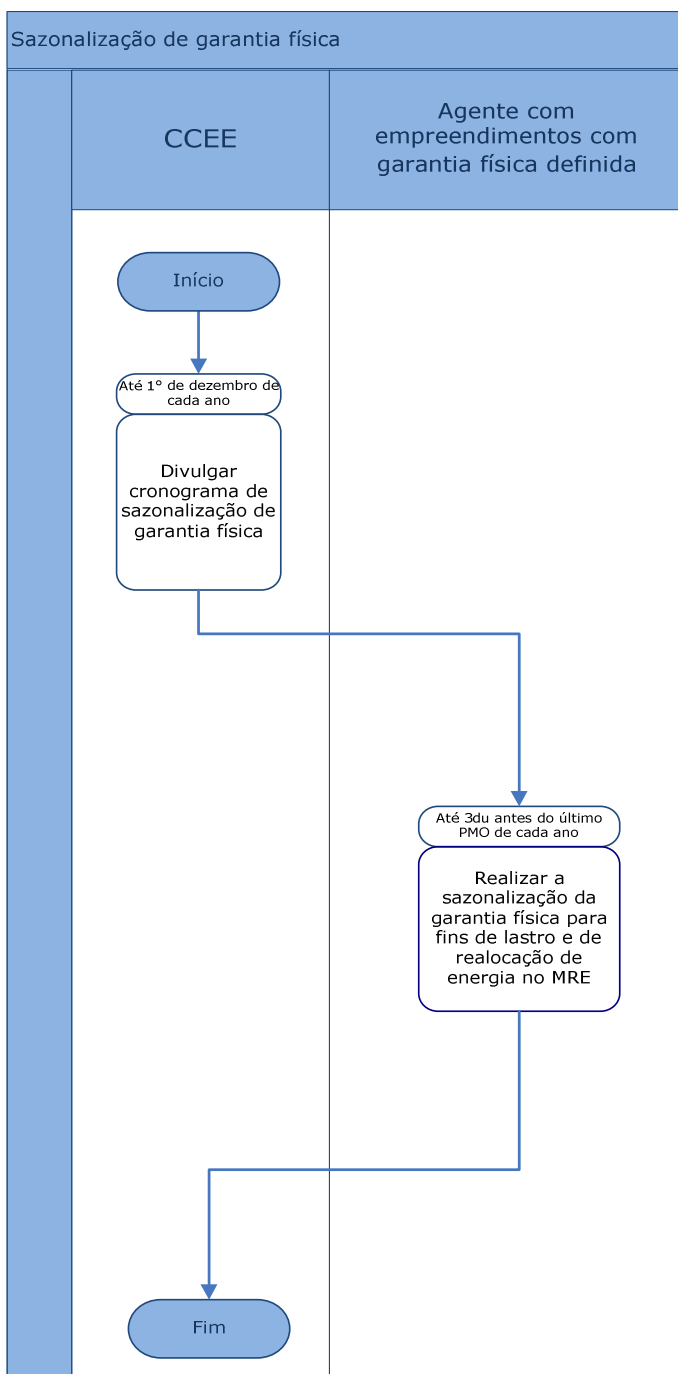 Sazonalização de garantia física
CCEE
Agente com
empreendimentos com
garantia física definida
Início
Até 1° de dezembro de
cada ano
Divulgar
cronograma de
sazonalização de
garantia física
Até 3du antes do último
PMO de cada ano
Realizar a
sazonalização da
garantia física para
fins de lastro e de
realocação de
energia no MRE
Fim